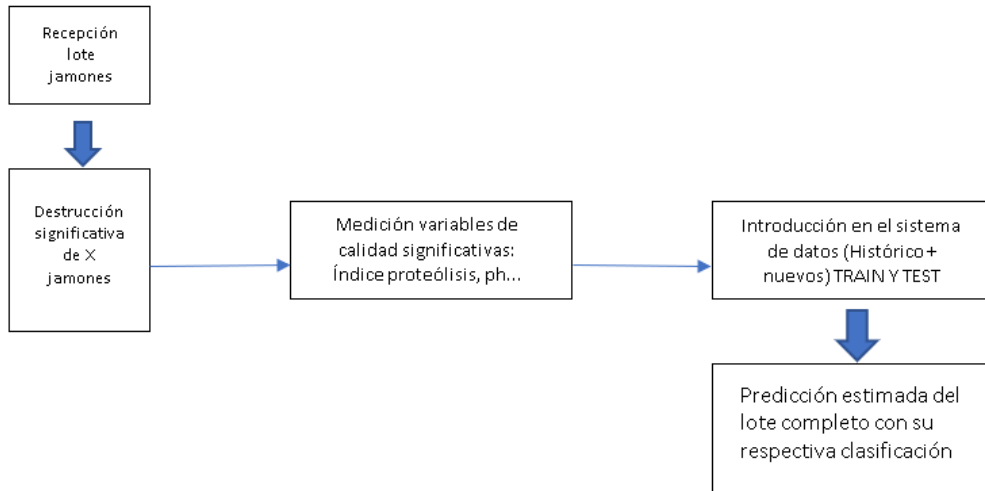 Recepción
lote
jamones
Destrucción
significativa
de X
jamones
Medición variables de
calidad significativas:
Índice proteólisis, ph...
Introducción en el sistema
de datos (Histórico+
nuevos) TRAIN Y TEST
Predicción estimada del
lote completo con su
respectiva clasificación